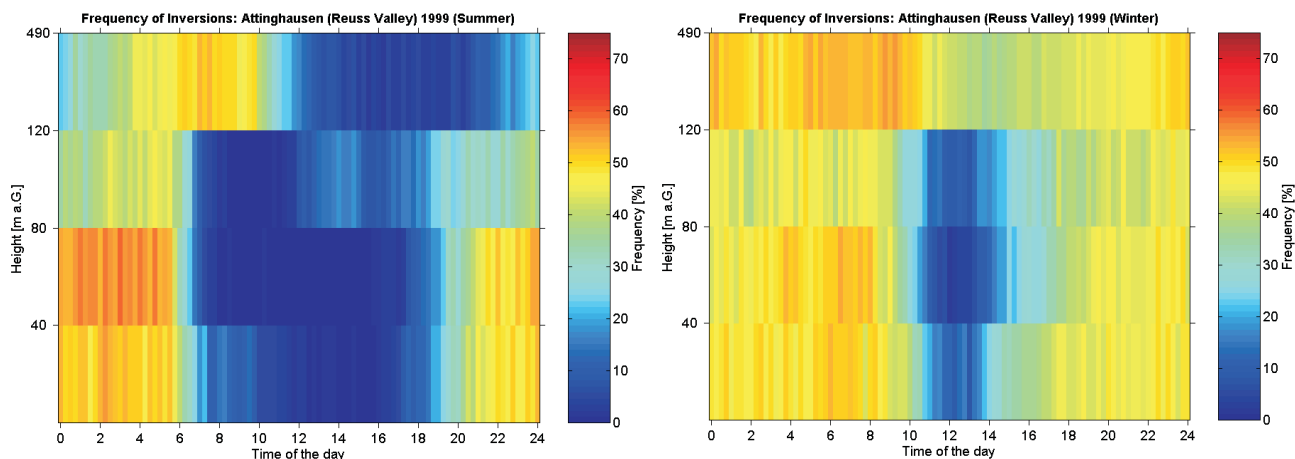 Frequency of Inversions: Attinghausen (Reuss Valley) 1999 (Summer)
490
120
80
40
Height [m a.G.]
0 2 4 6 8 10 12 14 16 18 20 22 24
Time of the day
70
60
50
40
30
20
10
0
Frequency [%]
Frequency of Inversions: Attinghausen (Reuss Valley) 1999 (Winter)
490
120
80
40
Height [m a.G.]
0 2 4 6 8 10 12 14 16 18 20 22 24
Time of the day
70
60
50
40
30
20
10
0
Frequency [%]